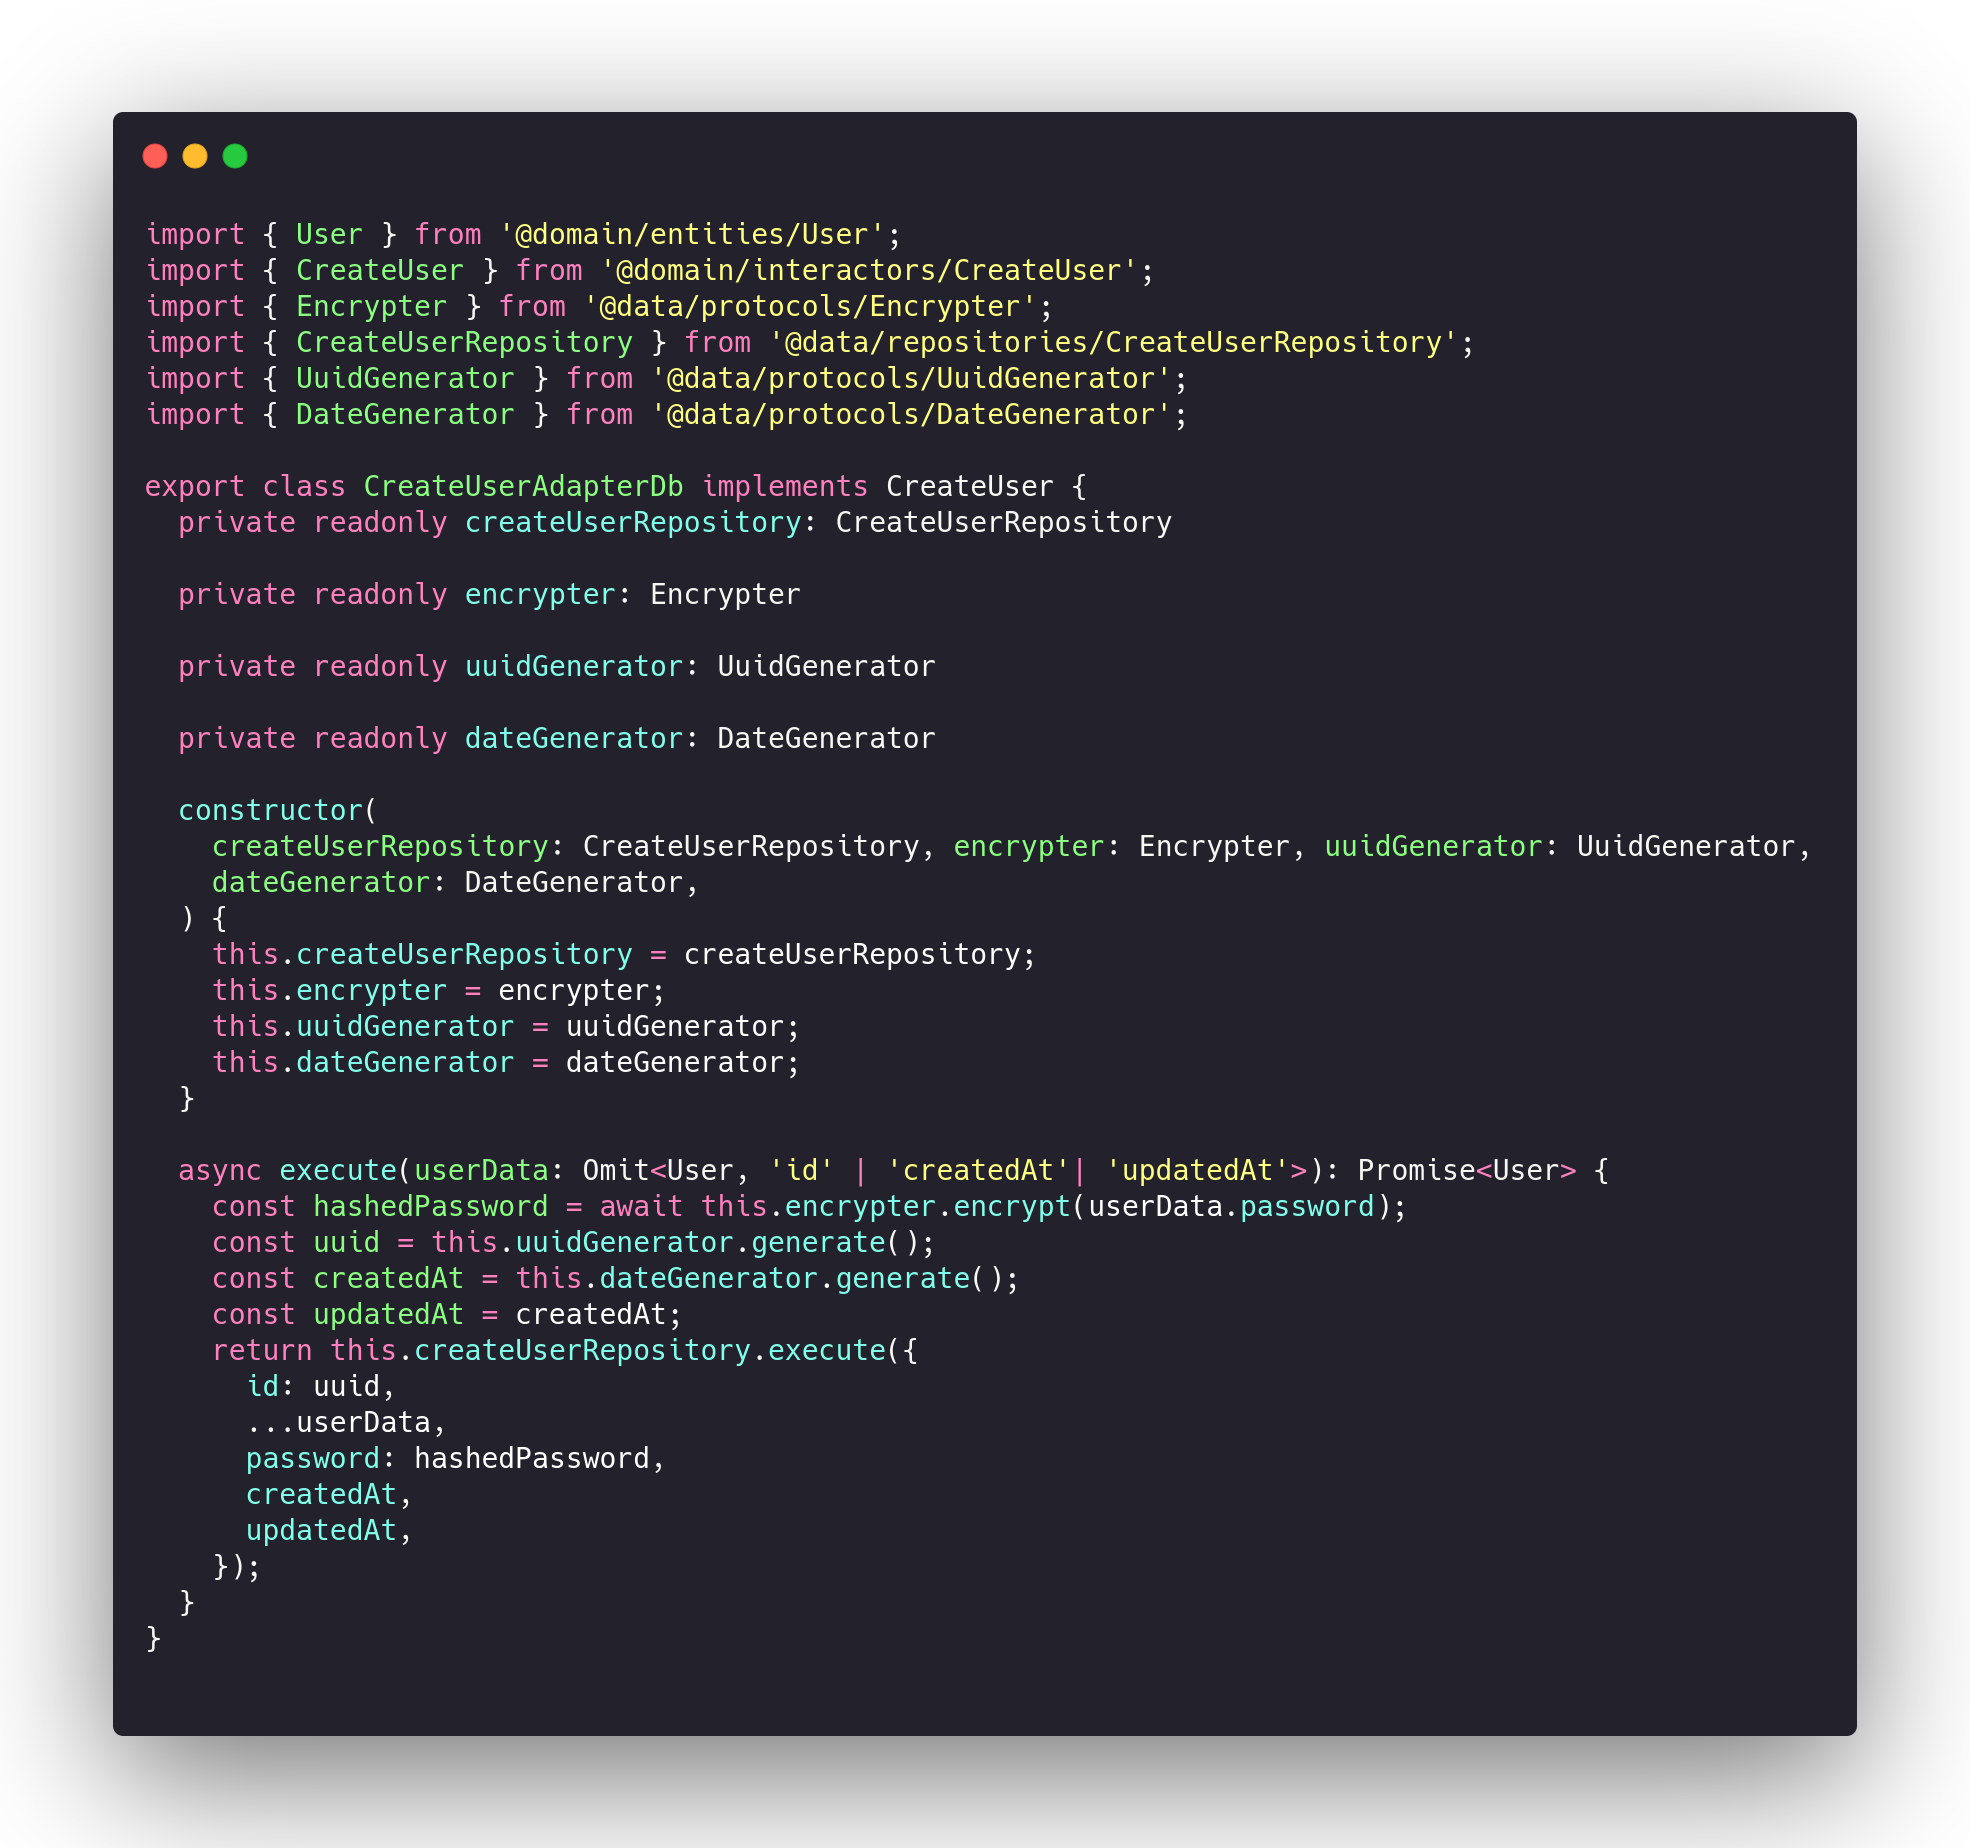 import { User } from '@domain/entities/User';
import { CreateUser } from '@domain/interactors/CreateUser';
import { Encrypter } from '@data/protocols/Encrypter';
import { CreateUserRepository } from '@data/repositories/CreateUserRepository';
import { UuidGenerator } from '@data/protocols/UuidGenerator';
import { DateGenerator } from '@data/protocols/DateGenerator';

export class CreateUserAdapterDb implements CreateUser {
  private readonly createUserRepository: CreateUserRepository

  private readonly encrypter: Encrypter

  private readonly uuidGenerator: UuidGenerator

  private readonly dateGenerator: DateGenerator

  constructor(
    createUserRepository: CreateUserRepository, encrypter: Encrypter, uuidGenerator: UuidGenerator,
    dateGenerator: DateGenerator,
  ) {
    this.createUserRepository = createUserRepository;
    this.encrypter = encrypter;
    this.uuidGenerator = uuidGenerator;
    this.dateGenerator = dateGenerator;
  }

  async execute(userData: Omit<User, 'id' | 'createdAt'| 'updatedAt'>): Promise<User> {
    const hashedPassword = await this.encrypter.encrypt(userData.password);
    const uuid = this.uuidGenerator.generate();
    const createdAt = this.dateGenerator.generate();
    const updatedAt = createdAt;
    return this.createUserRepository.execute({
      id: uuid,
      ...userData,
      password: hashedPassword,
      createdAt,
      updatedAt,
    });
  }
}